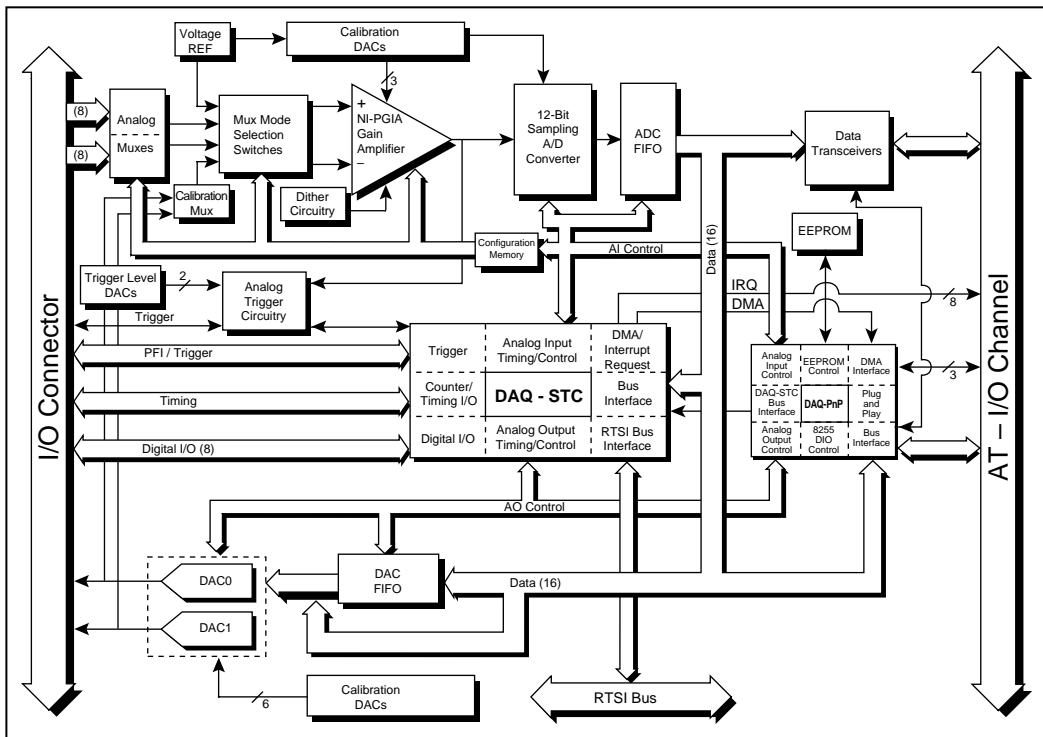 Voltage
REF
Calibration
DACs
3
(8)
(8)
Analog
Muxes
Mux Mode
Selection
Switches
+
NI-PGIA
Gain
Amplifier
–
12-Bit
Sampling
A/D
Converter
ADC
FIFO
Data
Transceivers
Calibration
Mux
Dither
Circuitry
Configuration
Memory
AI Control
Data (16)
EEPROM
Trigger Level
DACs
2
Analog
Trigger
Circuitry
Trigger
IRQ
DMA
8
3
I/O Connector
AT – I/O Channel
PFI / Trigger
Timing
Digital I/O (8)
Trigger
Analog Input
Timing/Control
DMA/
Interrupt
Request
Counter/
Timing I/O
DAQ - STC
Bus
Interface
Digital I/O
Analog Output
Timing/Control
RTSI Bus
Interface
Analog
Input
Control
EEPROM
Control
DMA
Interface
DAQ-STC
Bus
Interface
DAQ-PnP
Plug
and
Play
Analog
Output
Control
8255
DIO
Control
Bus
Interface
AO Control
DAC0
DAC1
DAC
FIFO
Data (16)
6
Calibration
DACs
RTSI Bus